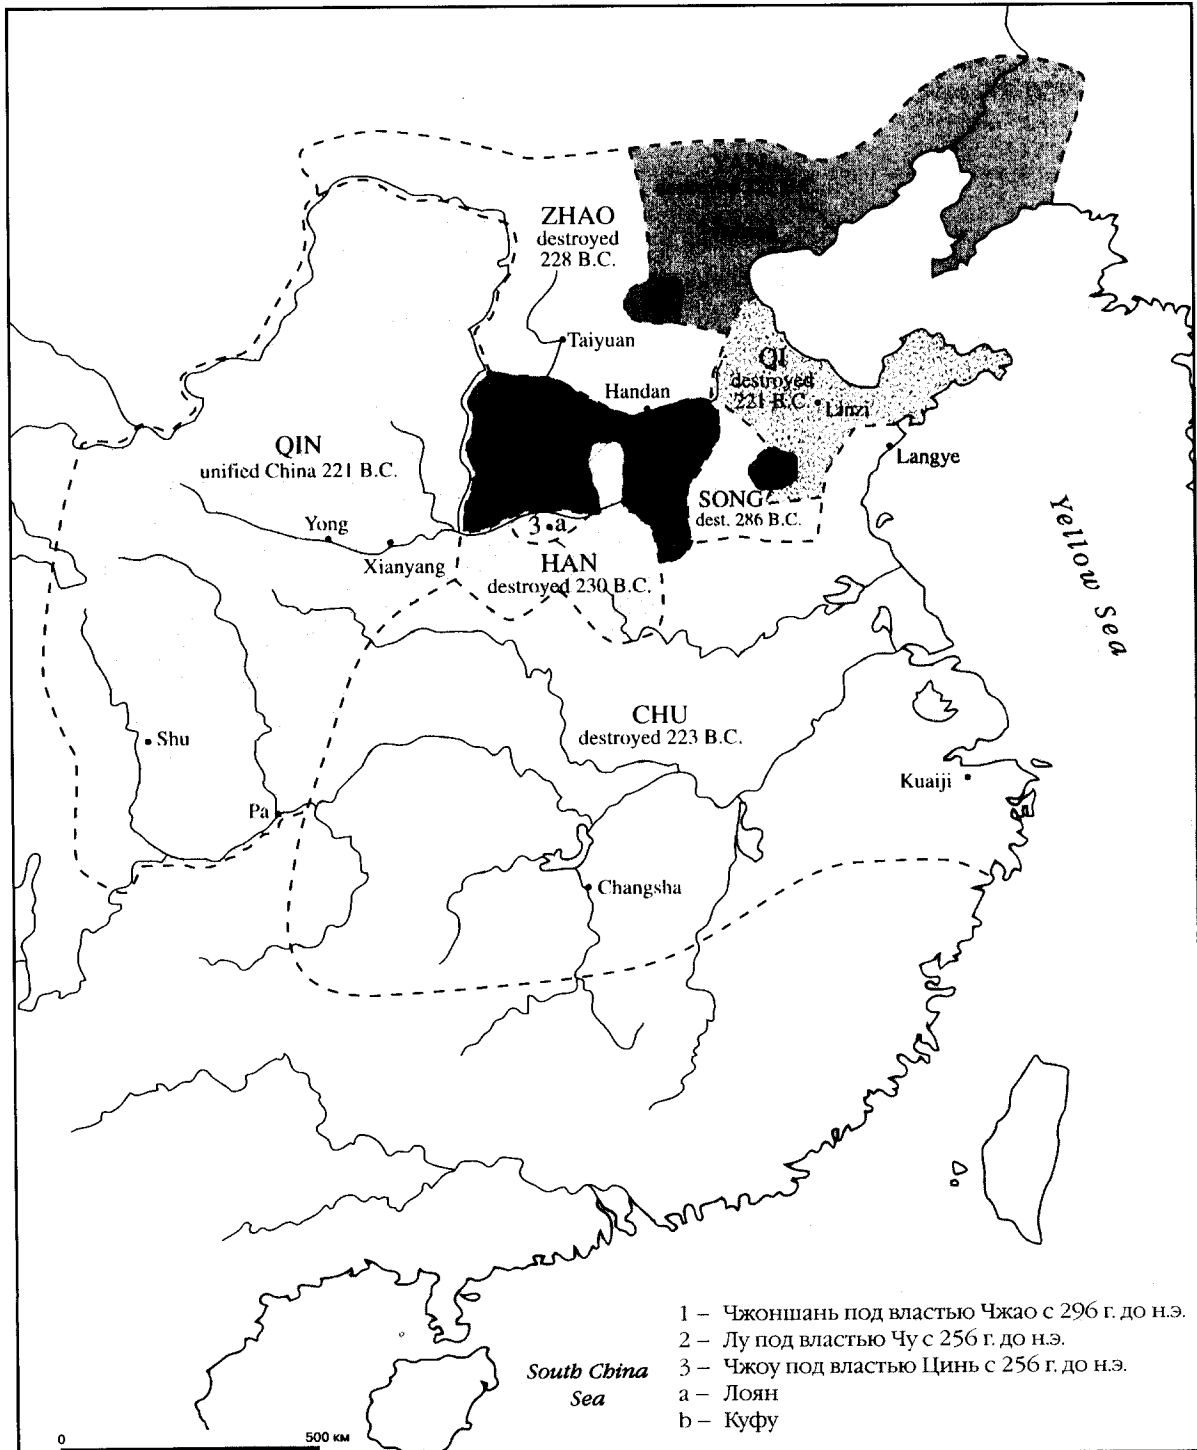 YAN
ZHAO
destroyed
228 B.C.
Taiyuan
Handan
QI
destroyed
221 B.C.
Linzi
Langye
QIN
unified China 221 B.C.
SONG
dest. 286 B.C.
3
a
Yong
Xianyang
HAN
destroyed 230 B.C.
Yellow Sea
CHU
destroyed 223 B.C.
Shu
Kuaiji
Pa
Changsha
1 – Чжоншань под властью Чжао с 296 г. до н.э.
2 – Лу под властью Чу с 256 г. до н.э.
3 – Чжоу под властью Цинь с 256 г. до н.э.
a – Лоян
b – Куфу
South China
Sea
0
500 км